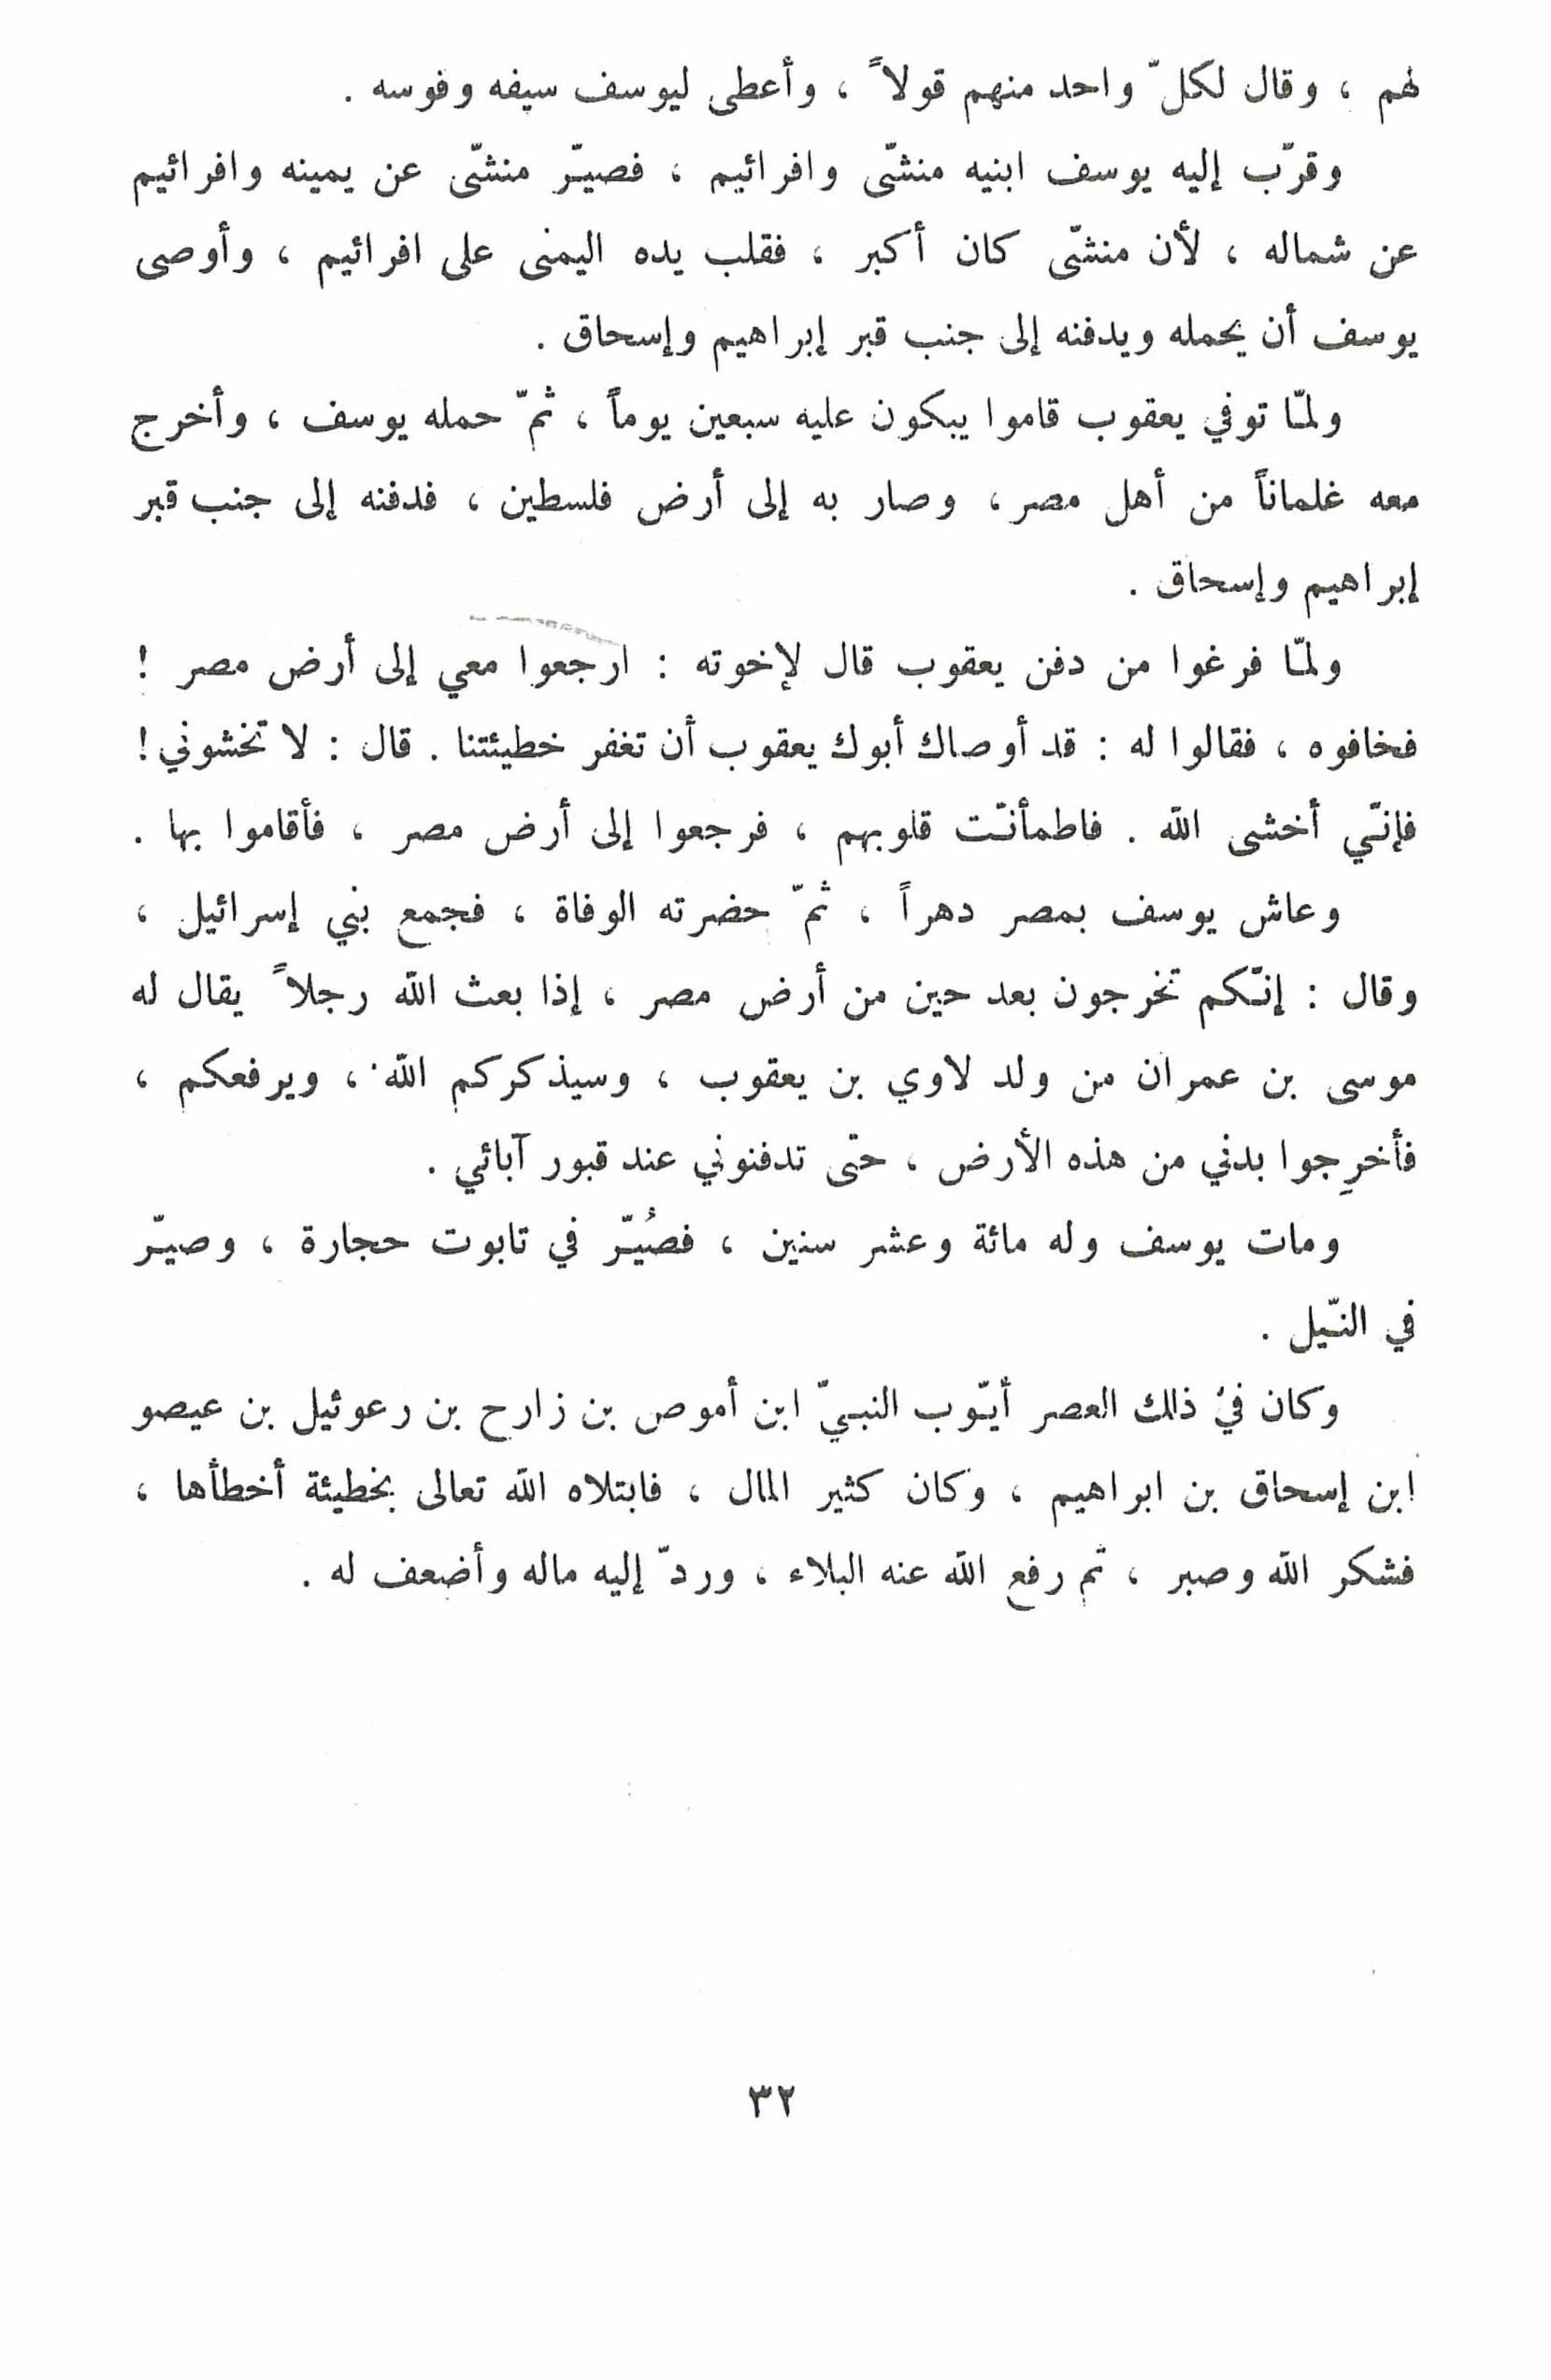 لهم ، وقال لكلّ واحد منهم قولاً ، وأعطى ليوسف سيفه وفوسه .
وقرّب إليه يوسف ابنيه منشّى وافرائيم ، فصيّر منشّى عن يمينه وافرائيم
عن شماله ، لأن منشّى كان أكبر ، فقلب يده اليمنى على افرائيم ، وأوصى
يوسف أن يحمله ويدفنه إلى جنب قبر إبراهيم وإسحاق .
ولمّا توفي يعقوب قاموا يبكون عليه سبعين يوماً ، ثمّ حمله يوسف ، وأخرج
معه غلماناً من أهل مصر ، وصار به إلى أرض فلسطين ، فدفنه إلى جنب قبر
إبراهيم وإسحاق .
ولمّا فرغوا من دفن يعقوب قال لإخوته : ارجعوا معي إلى أرض مصر !
فخافوه ، فقالوا له : قد أوصاك أبوك يعقوب أن تغفر خطيئتنا . قال : لا تخشوني !
فإنّي أخشى اللّه . فاطمأنّت قلوبهم ، فرجعوا إلى أرض مصر ، فأقاموا بها .
وعاش يوسف بمصر دهراً ، ثمّ حضرته الوفاة ، فجمع بني إسرائيل ،
وقال : إنّكم تخرجون بعد حين من أرض مصر ، إذا بعث اللّه رجلاً يقال له
موسى بن عمران من ولد لاوي بن يعقوب ، وسيذكركم اللّه ، ويرفعكم ،
فأخرِجوا بدني من هذه الأرض ، حتى تدفنوني عند قبور آبائي .
ومات يوسف وله مائة وعشر سنين ، فصُيّر في تابوت حجارة ، وصيّر
في النّيل .
وكان في ذلك العصر أيّوب النبيّ ابن أموص بن زارح بن رعوئيل بن عيصو
ابن إسحاق بن ابراهيم ، وكان كثير المال ، فابتلاه اللّه تعالى بخطيئة أخطأها ،
فشكر اللّه وصبر ، ثم رفع اللّه عنه البلاء ، وردّ إليه ماله وأضعف له .
٣٢